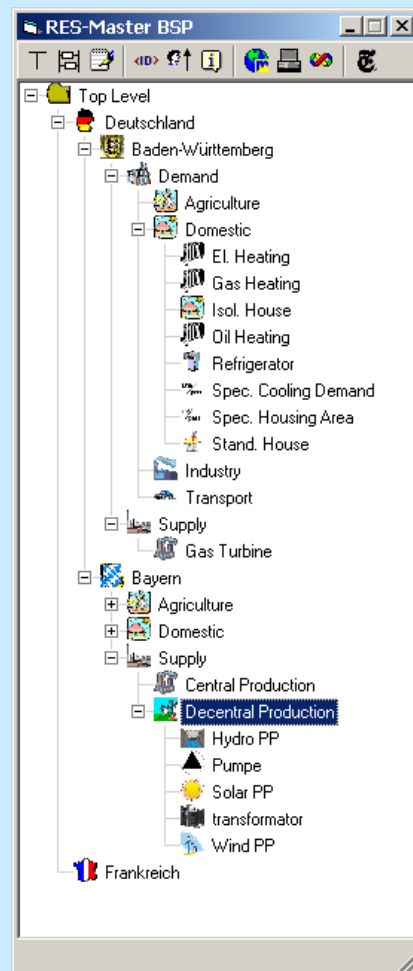 RES-Master BSP
<ID>
Top Level
Deutschland
Baden-Württemberg
Demand
Agriculture
Domestic
El. Heating
Gas Heating
Isol. House
Oil Heating
Refrigerator
Spec. Cooling Demand
Spec. Housing Area
Stand. House
Industry
Transport
Supply
Gas Turbine
Bayern
Agriculture
Domestic
Supply
Central Production
Decentral Production
Hydro PP
Pumpe
Solar PP
transformator
Wind PP
Frankreich